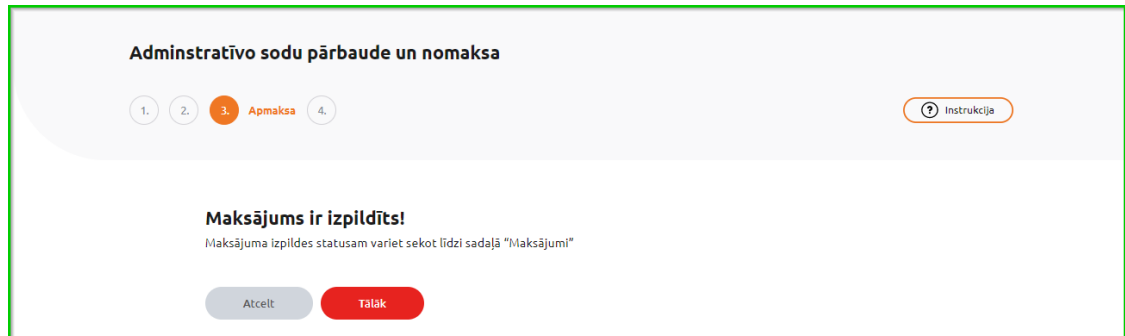 Adminstratīvo sodu pārbaude un nomaksa
1. 2. 3. Apmaksa 4.
? Instrukcija
Maksājums ir izpildīts!
Maksājuma izpildes statusam variet sekot līdzi sadaļā “Maksājumi”
Atcelt Tālāk